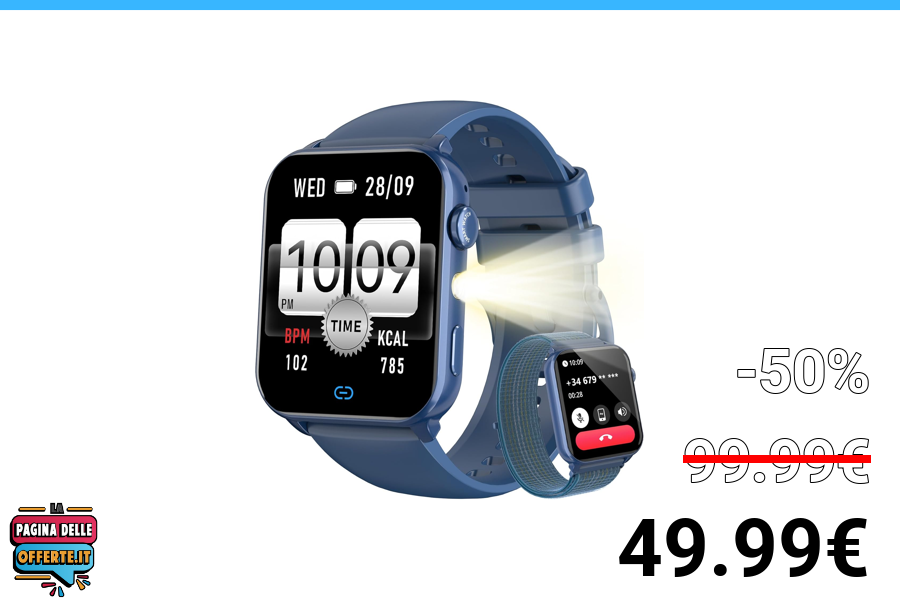 WED 28/09
10 09
PM
TIME
BPM
KCAL
102
785
10:09
+34 679 ** ***
00:28
-50%
99.99€
49.99€
LA
PAGINA DELLE
OFFERTE.IT